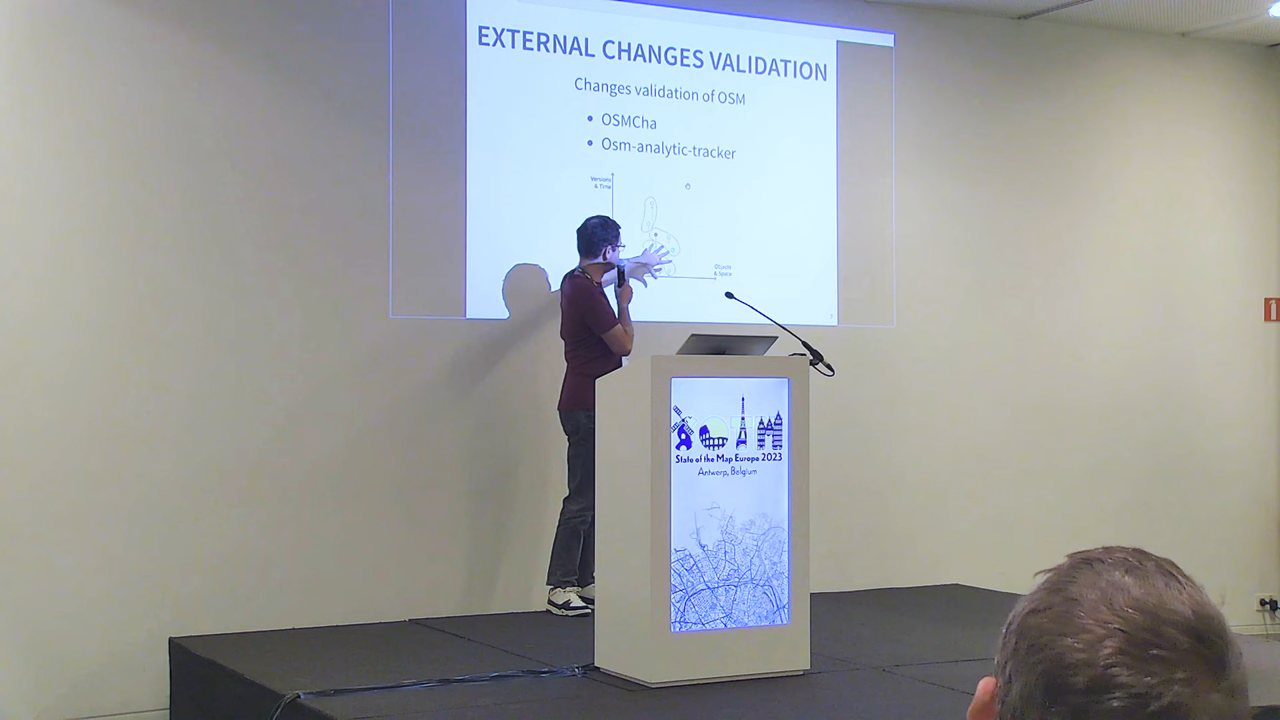 EXTERNAL CHANGES VALIDATION
Changes validation of OSM
OSMCha
Osm-analytic-tracker
Versions
& Time
& Space
State of the Map Europe 2023
Antwerp, Belgium